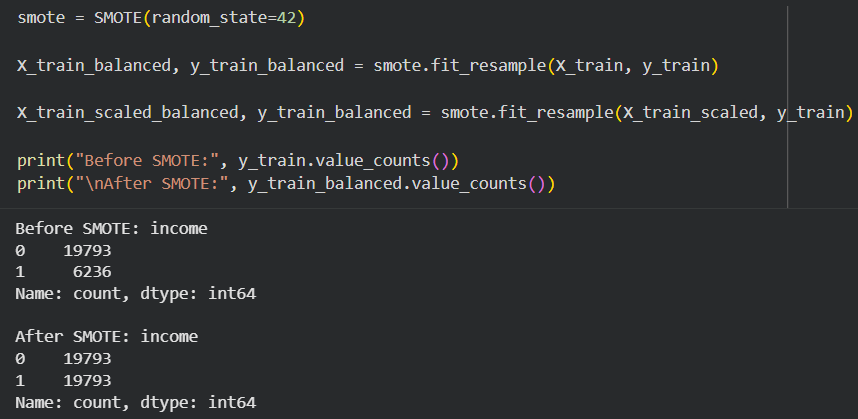 smote = SMOTE(random_state=42)
X_train_balanced, y_train_balanced = smote.fit_resample(X_train, y_train)
X_train_scaled_balanced, y_train_balanced = smote.fit_resample(X_train_scaled, y_train)
print("Before SMOTE:", y_train.value_counts())
print("\nAfter SMOTE:", y_train_balanced.value_counts())
Before SMOTE: income
0    19793
1     6236
Name: count, dtype: int64
After SMOTE: income
0    19793
1    19793
Name: count, dtype: int64